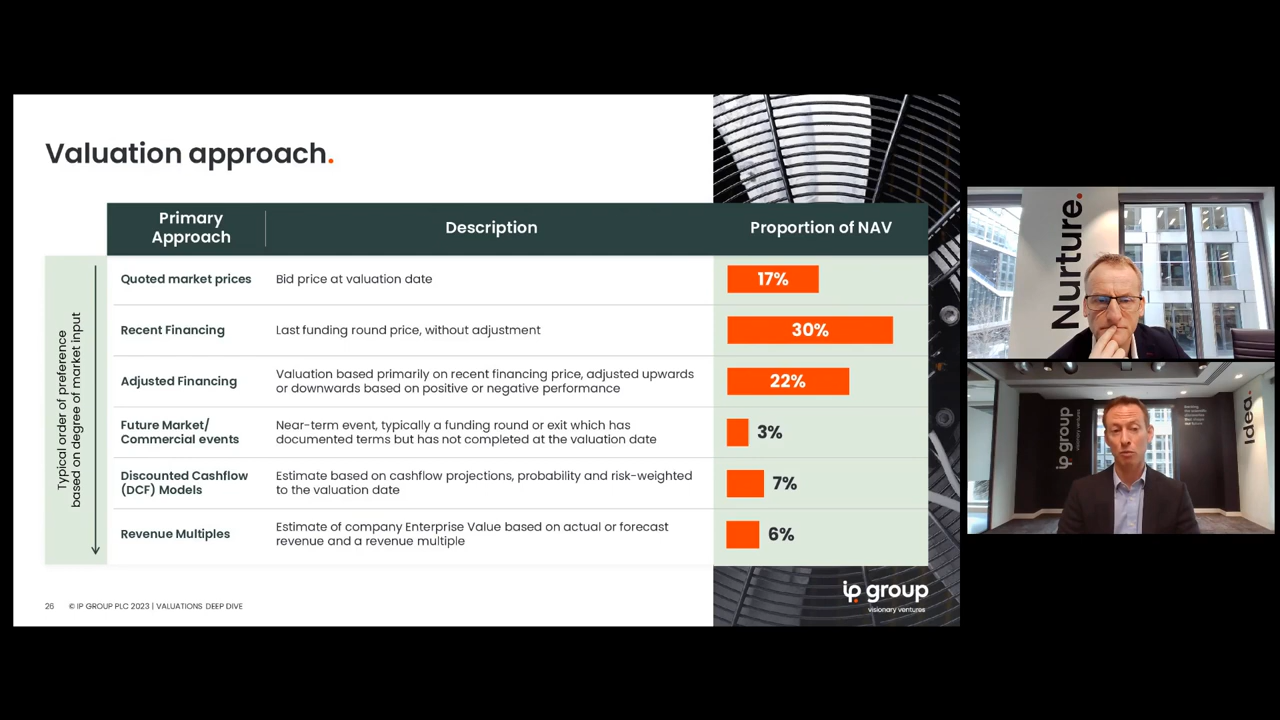 Valuation approach.
Primary
Approach
Description
Proportion of NAV
Typical order of preference
based on degree of market input
Quoted market prices
Bid price at valuation date
17%
Recent Financing
Last funding round price, without adjustment
30%
Adjusted Financing
Valuation based primarily on recent financing price, adjusted upwards
or downwards based on positive or negative performance
22%
Future Market/
Commercial events
Near-term event, typically a funding round or exit which has
documented terms but has not completed at the valuation date
3%
Discounted Cashflow
(DCF) Models
Estimate based on cashflow projections, probability and risk-weighted
to the valuation date
7%
Revenue Multiples
Estimate of company Enterprise Value based on actual or forecast
revenue and a revenue multiple
6%
26 © IP GROUP PLC 2023 | VALUATIONS DEEP DIVE
ip group
visionary ventures
Nurture.
ip group
visionary ventures
Idea.